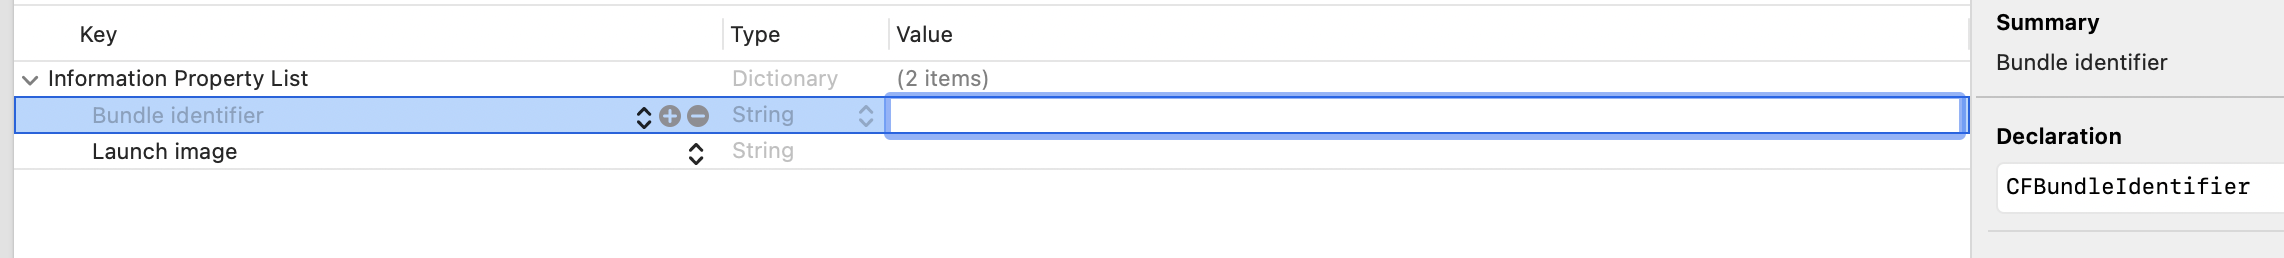 Key Type Value
Information Property List Dictionary (2 items)
Bundle identifier String
Launch image String
Summary
Bundle identifier
Declaration
CFBundleIdentifier